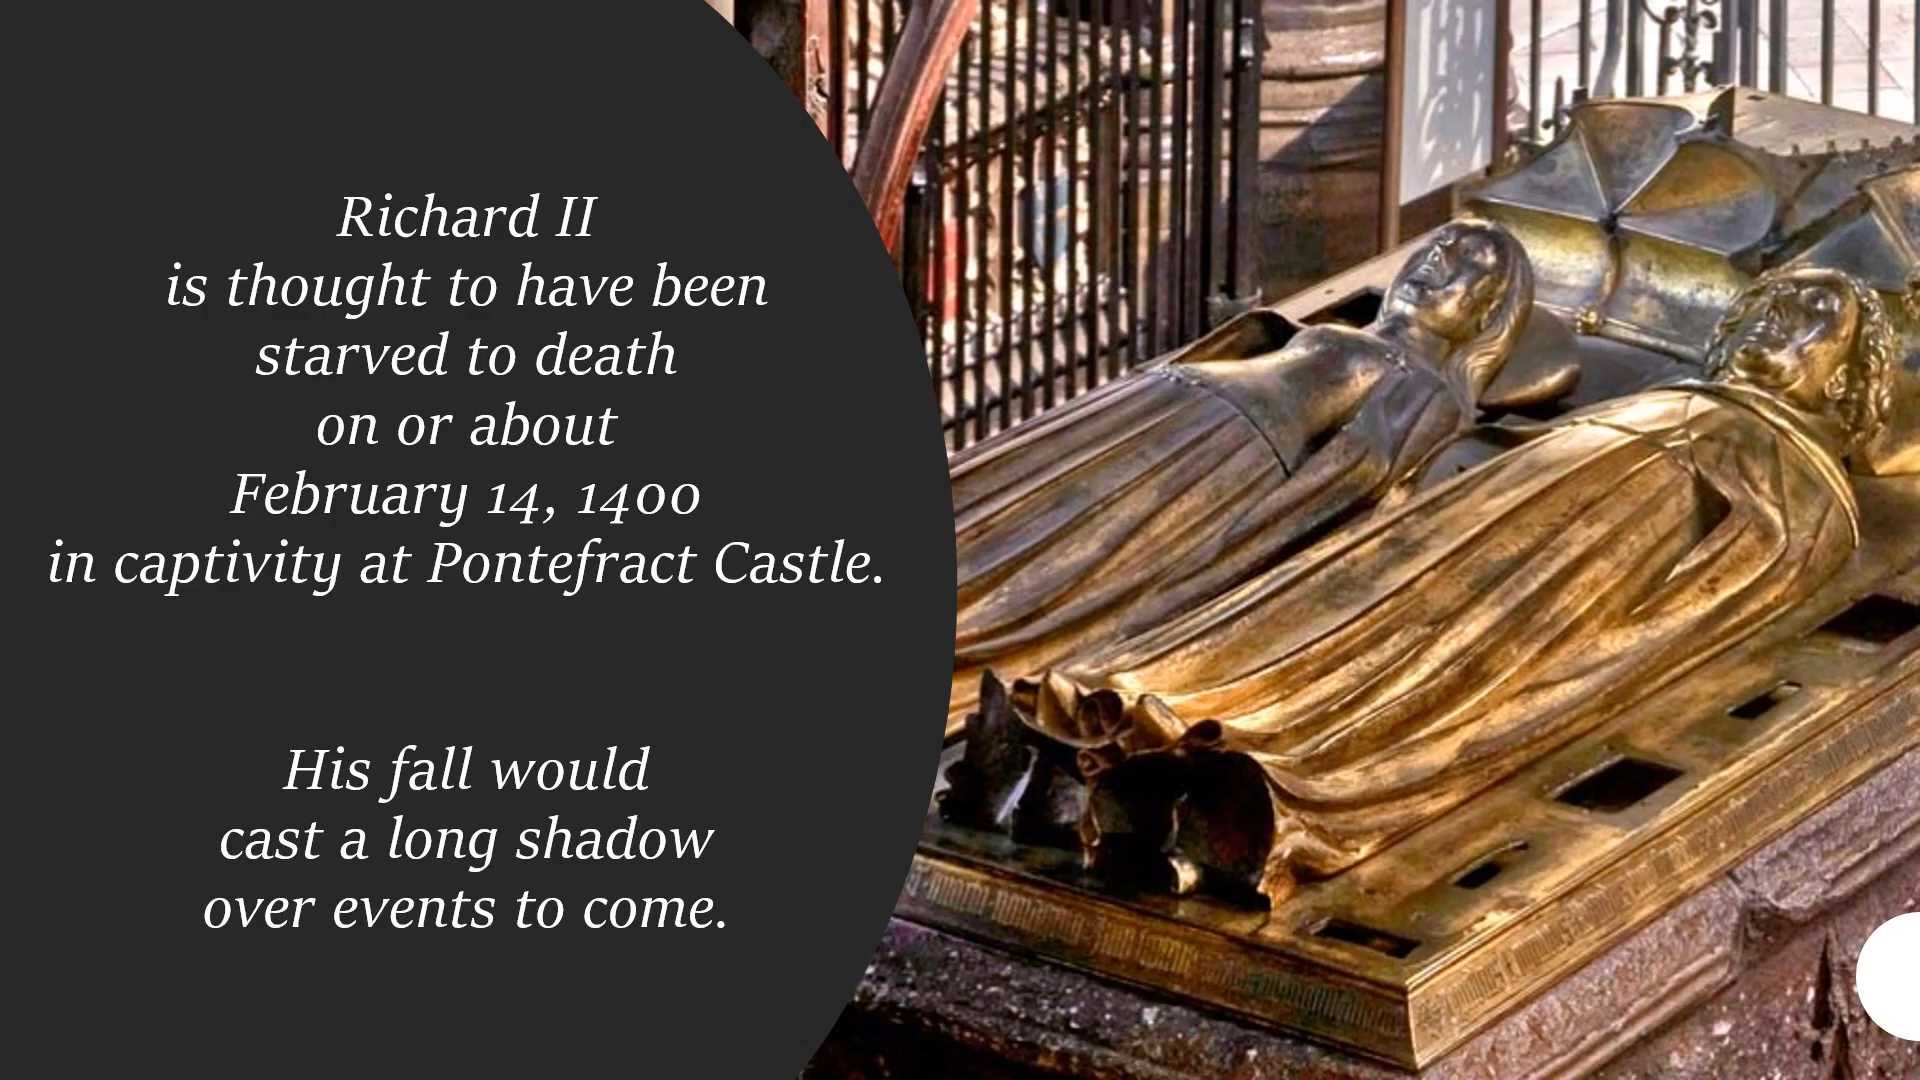 Richard II
is thought to have been
starved to death
on or about
February 14, 1400
in captivity at Pontefract Castle.
His fall would
cast a long shadow
over events to come.